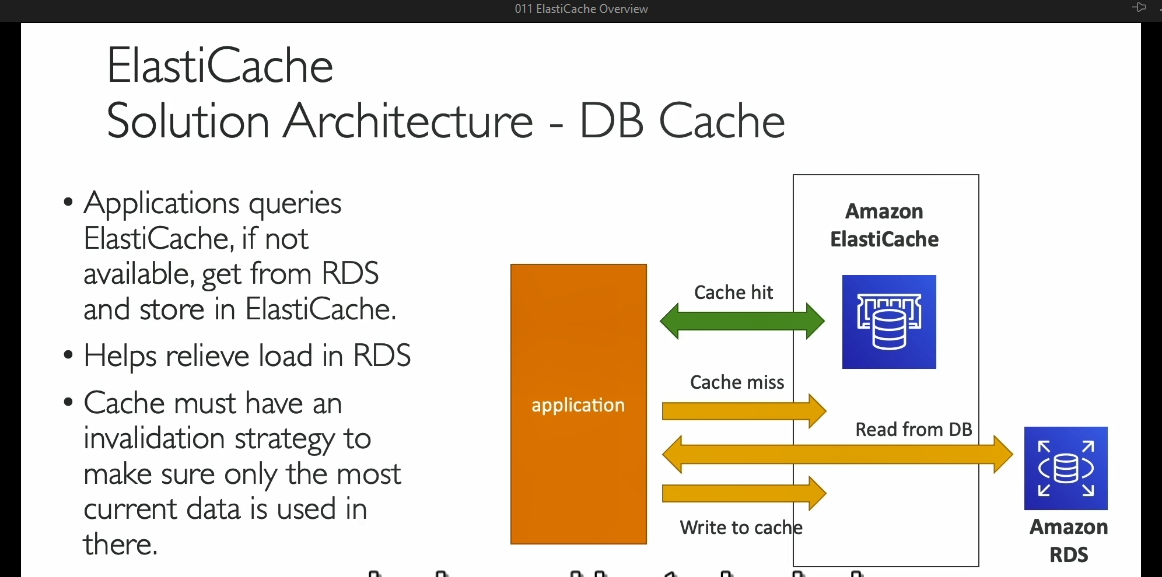 011 ElastiCache Overview
ElastiCache
Solution Architecture - DB Cache
• Applications queries
ElastiCache, if not
available, get from RDS
and store in ElastiCache.
• Helps relieve load in RDS
• Cache must have an
invalidation strategy to
make sure only the most
current data is used in
there.
application
Cache hit
Cache miss
Read from DB
Write to cache
Amazon
ElastiCache
Amazon
RDS